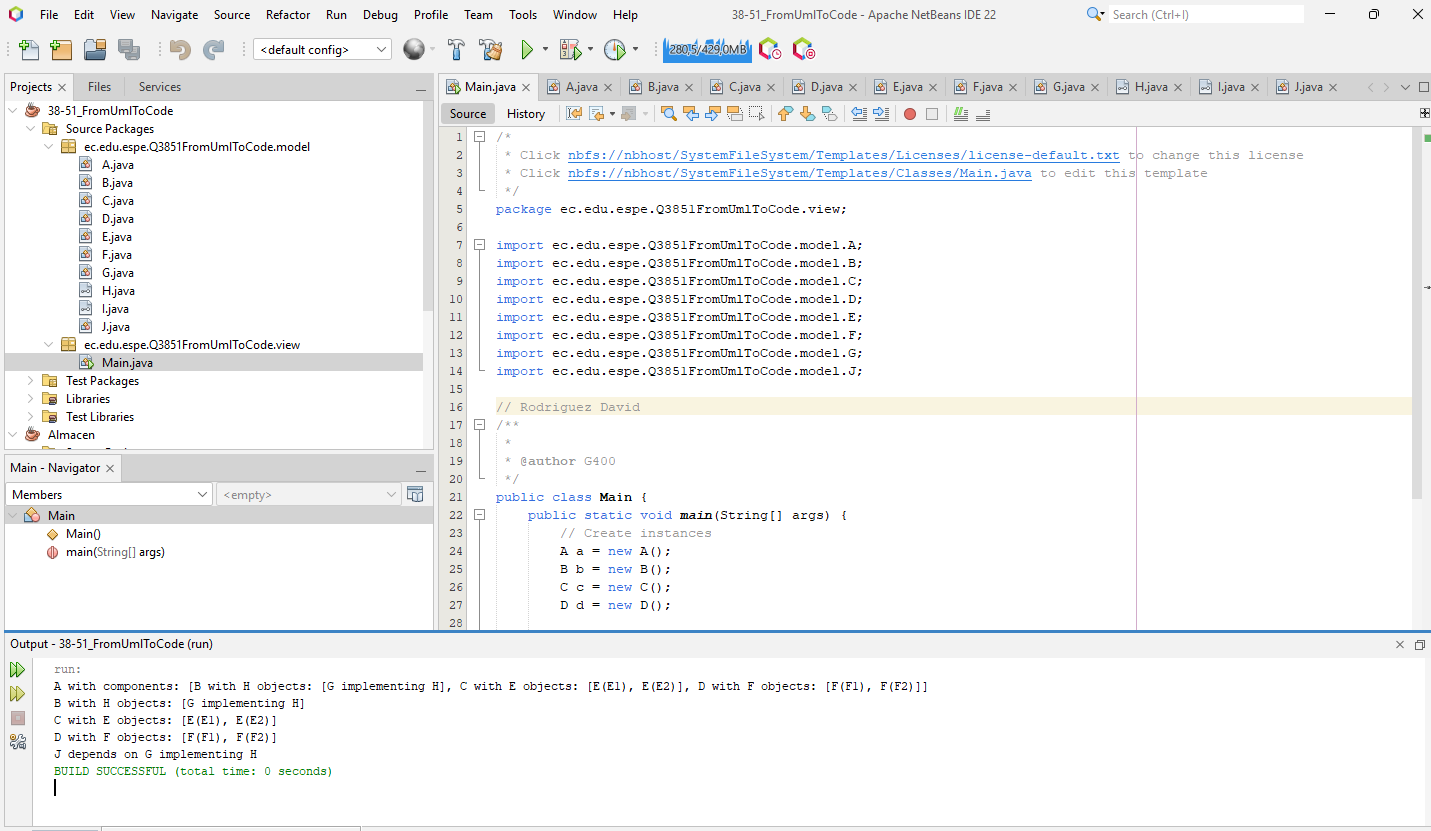 File Edit View Navigate Source Refactor Run Debug Profile Team Tools Window Help
38-51_FromUmlToCode - Apache NetBeans IDE 22
Search (Ctrl+I)
<default config>
280,5/429,0MB
Projects Files Services
38-51_FromUmlToCode
Source Packages
ec.edu.espe.Q3851FromUmlToCode.model
A.java
B.java
C.java
D.java
E.java
F.java
G.java
H.java
I.java
J.java
ec.edu.espe.Q3851FromUmlToCode.view
Main.java
Test Packages
Libraries
Test Libraries
Almacen
Main - Navigator
Members
<empty>
Main
Main()
main(String[] args)
Main.java A.java B.java C.java D.java E.java F.java G.java H.java I.java J.java
Source History
1 /*
2 * Click nbfs://nbhost/SystemFileSystem/Templates/Licenses/license-default.txt to change this license
3 * Click nbfs://nbhost/SystemFileSystem/Templates/Classes/Main.java to edit this template
4 */
5 package ec.edu.espe.Q3851FromUmlToCode.view;
6
7 import ec.edu.espe.Q3851FromUmlToCode.model.A;
8 import ec.edu.espe.Q3851FromUmlToCode.model.B;
9 import ec.edu.espe.Q3851FromUmlToCode.model.C;
10 import ec.edu.espe.Q3851FromUmlToCode.model.D;
11 import ec.edu.espe.Q3851FromUmlToCode.model.E;
12 import ec.edu.espe.Q3851FromUmlToCode.model.F;
13 import ec.edu.espe.Q3851FromUmlToCode.model.G;
14 import ec.edu.espe.Q3851FromUmlToCode.model.J;
15
16 // Rodriguez David
17 /**
18 *
19 * @author G400
20 */
21 public class Main {
22 public static void main(String[] args) {
23 // Create instances
24 A a = new A();
25 B b = new B();
26 C c = new C();
27 D d = new D();
28
Output - 38-51_FromUmlToCode (run)
run:
A with components: [B with H objects: [G implementing H], C with E objects: [E(E1), E(E2)], D with F objects: [F(F1), F(F2)]]
B with H objects: [G implementing H]
C with E objects: [E(E1), E(E2)]
D with F objects: [F(F1), F(F2)]
J depends on G implementing H
BUILD SUCCESSFUL (total time: 0 seconds)